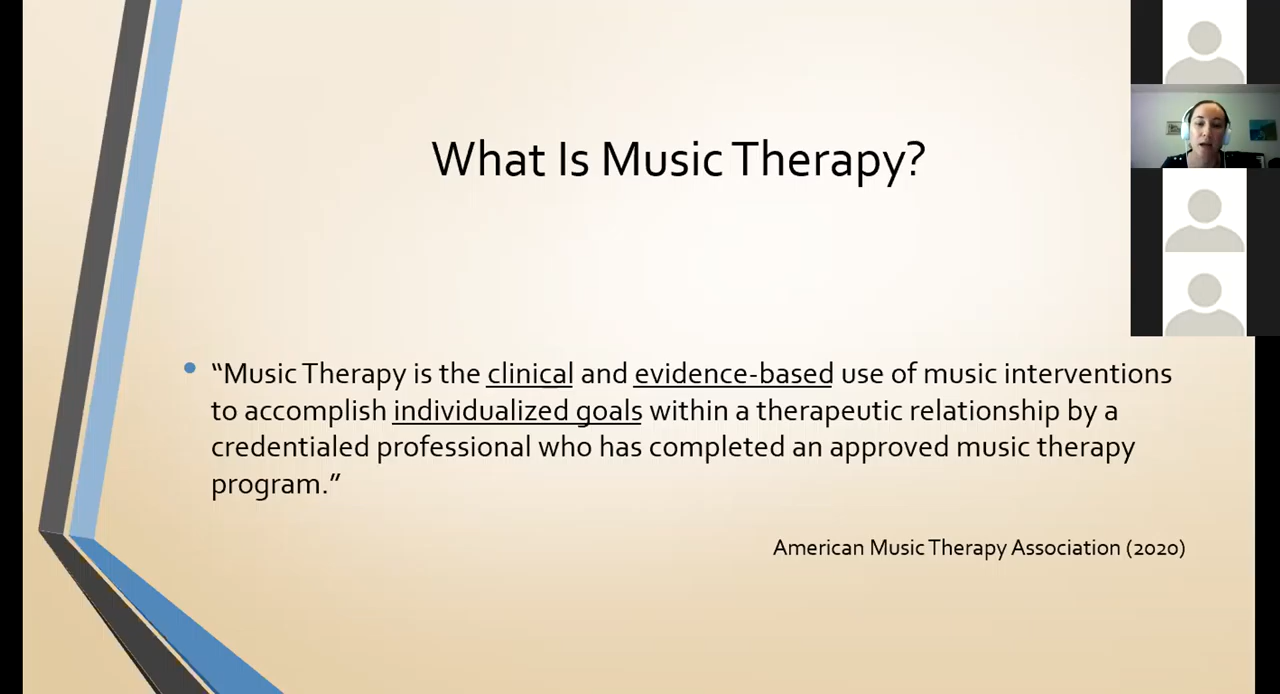 What Is Music Therapy?
• “Music Therapy is the clinical and evidence-based use of music interventions
to accomplish individualized goals within a therapeutic relationship by a
credentialed professional who has completed an approved music therapy
program.”
American Music Therapy Association (2020)